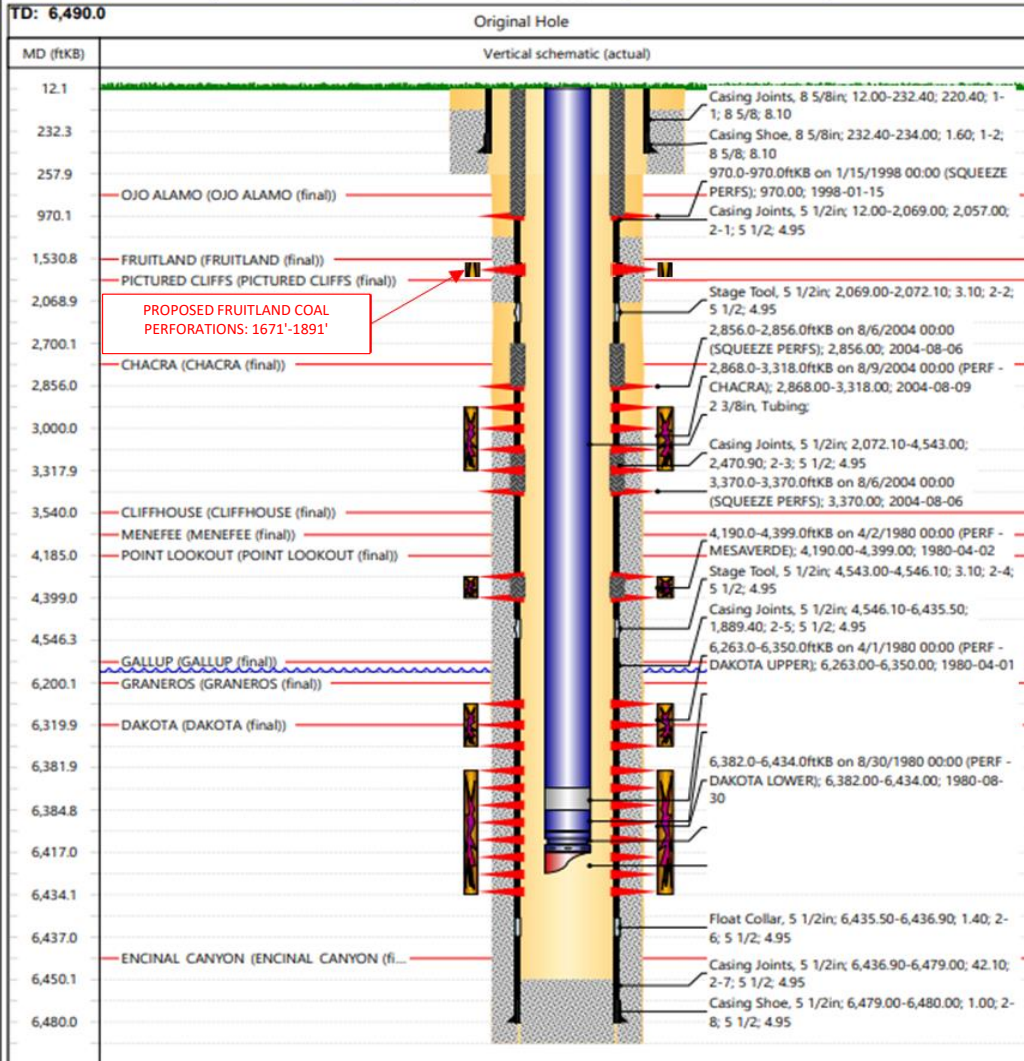 TD: 6,490.0
Original Hole
MD (ftKB)
Vertical schematic (actual)
12.1
232.3
257.9
970.1
1,530.8
2,068.9
2,700.1
2,856.0
3,000.0
3,317.9
3,540.0
4,185.0
4,399.0
4,546.3
6,200.1
6,319.9
6,381.9
6,384.8
6,417.0
6,434.1
6,437.0
6,450.1
6,480.0
OJO ALAMO (OJO ALAMO (final))
FRUITLAND (FRUITLAND (final))
PICTURED CLIFFS (PICTURED CLIFFS (final))
PROPOSED FRUITLAND COAL
PERFORATIONS: 1671'-1891'
CHACRA (CHACRA (final))
CLIFFHOUSE (CLIFFHOUSE (final))
MENEFEE (MENEFEE (final))
POINT LOOKOUT (POINT LOOKOUT (final))
GALLUP (GALLUP (final))
GRANEROS (GRANEROS (final))
DAKOTA (DAKOTA (final))
ENCINAL CANYON (ENCINAL CANYON (fi...
Casing Joints, 8 5/8in; 12.00-232.40; 220.40; 1-
1; 8 5/8; 8.10
Casing Shoe, 8 5/8in; 232.40-234.00; 1.60; 1-2;
8 5/8; 8.10
970.0-970.0ftKB on 1/15/1998 00:00 (SQUEEZE
PERFS); 970.00; 1998-01-15
Casing Joints, 5 1/2in; 12.00-2,069.00; 2,057.00;
2-1; 5 1/2; 4.95
Stage Tool, 5 1/2in; 2,069.00-2,072.10; 3.10; 2-2;
5 1/2; 4.95
2,856.0-2,856.0ftKB on 8/6/2004 00:00
(SQUEEZE PERFS); 2,856.00; 2004-08-06
2,868.0-3,318.0ftKB on 8/9/2004 00:00 (PERF -
CHACRA); 2,868.00-3,318.00; 2004-08-09
2 3/8in, Tubing;
Casing Joints, 5 1/2in; 2,072.10-4,543.00;
2,470.90; 2-3; 5 1/2; 4.95
3,370.0-3,370.0ftKB on 8/6/2004 00:00
(SQUEEZE PERFS); 3,370.00; 2004-08-06
4,190.0-4,399.0ftKB on 4/2/1980 00:00 (PERF -
MESAVERDE); 4,190.00-4,399.00; 1980-04-02
Stage Tool, 5 1/2in; 4,543.00-4,546.10; 3.10; 2-4;
5 1/2; 4.95
Casing Joints, 5 1/2in; 4,546.10-6,435.50;
1,889.40; 2-5; 5 1/2; 4.95
6,263.0-6,350.0ftKB on 4/1/1980 00:00 (PERF -
DAKOTA UPPER); 6,263.00-6,350.00; 1980-04-01
6,382.0-6,434.0ftKB on 8/30/1980 00:00 (PERF -
DAKOTA LOWER); 6,382.00-6,434.00; 1980-08-
30
Float Collar, 5 1/2in; 6,435.50-6,436.90; 1.40; 2-
6; 5 1/2; 4.95
Casing Joints, 5 1/2in; 6,436.90-6,479.00; 42.10;
2-7; 5 1/2; 4.95
Casing Shoe, 5 1/2in; 6,479.00-6,480.00; 1.00; 2-
8; 5 1/2; 4.95